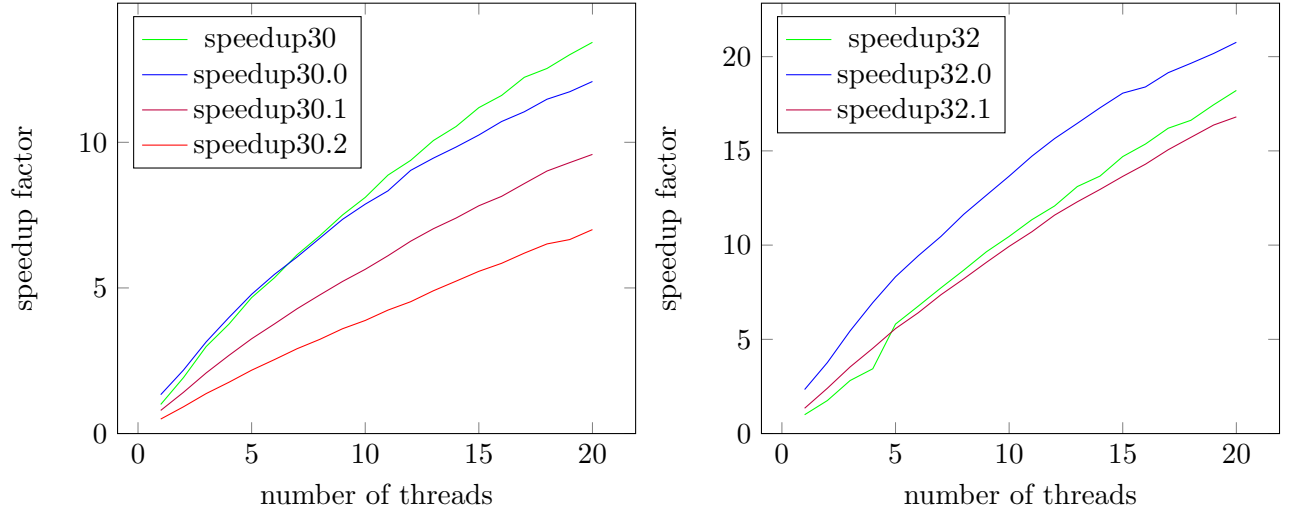 speedup30
speedup30.0
speedup30.1
speedup30.2
10
5
0
0
5
10
15
20
speedup factor
number of threads
speedup32
speedup32.0
speedup32.1
20
15
10
5
0
0
5
10
15
20
speedup factor
number of threads